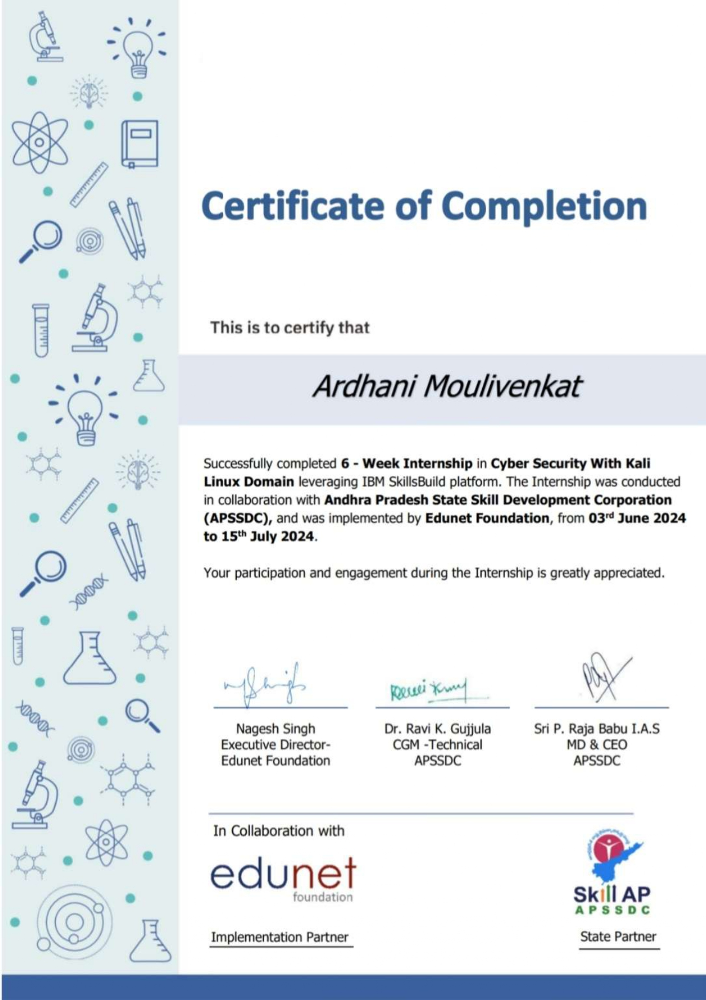 Certificate of Completion
This is to certify that
Ardhani Moulivenkat
Successfully completed 6 - Week Internship in Cyber Security With Kali
Linux Domain leveraging IBM SkillsBuild platform. The Internship was conducted
in collaboration with Andhra Pradesh State Skill Development Corporation
(APSSDC), and was implemented by Edunet Foundation, from 03rd June 2024
to 15th July 2024.
Your participation and engagement during the Internship is greatly appreciated.
Nagesh Singh
Executive Director-
Edunet Foundation
Dr. Ravi K. Gujjula
CGM -Technical
APSSDC
Sri P. Raja Babu I.A.S
MD & CEO
APSSDC
In Collaboration with
edunet
foundation
Implementation Partner
Skill AP
APSSDC
State Partner